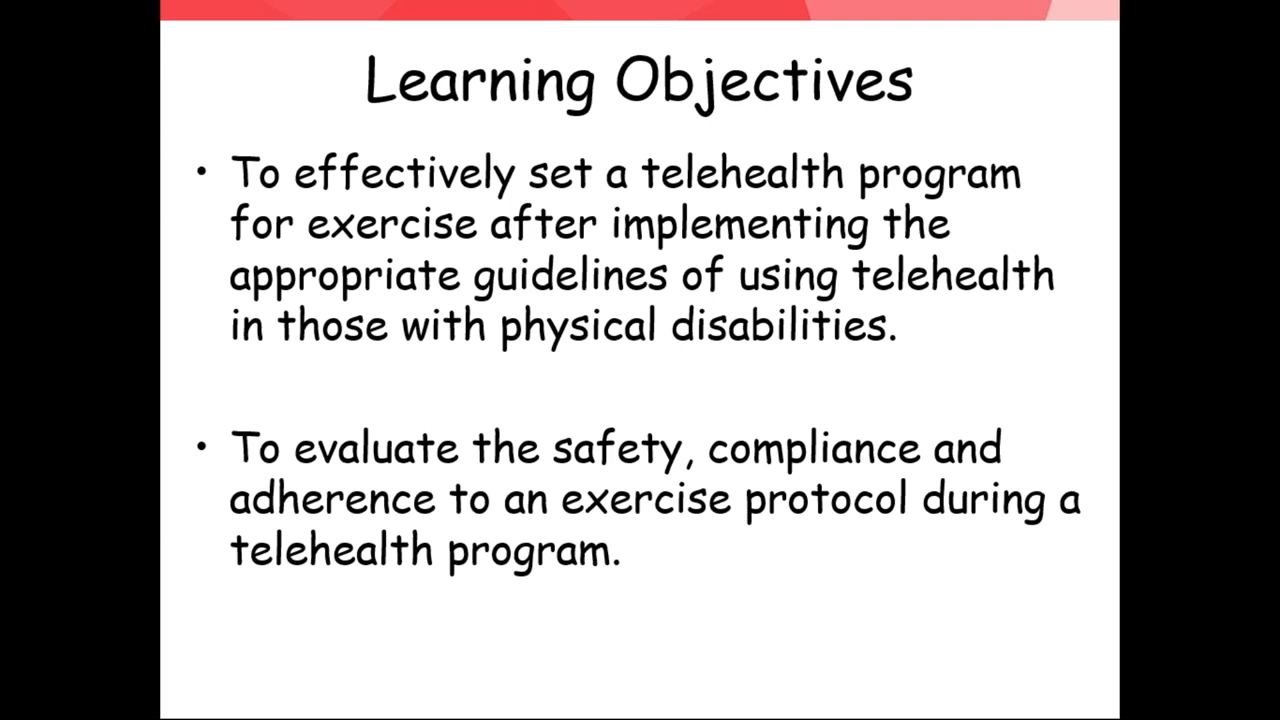 Learning Objectives
• To effectively set a telehealth program
for exercise after implementing the
appropriate guidelines of using telehealth
in those with physical disabilities.
• To evaluate the safety, compliance and
adherence to an exercise protocol during a
telehealth program.